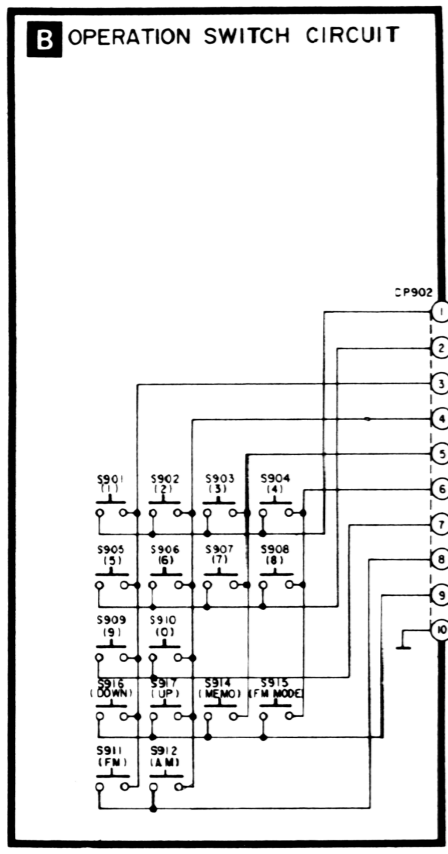 B OPERATION SWITCH CIRCUIT
CP902
1
2
3
4
5
6
7
8
9
10
S901 S902 S903 S904
(1) (2) (3) (4)
S905 S906 S907 S908
(5) (6) (7) (8)
S909 S910
(9) (0)
S916 S917 S914 S915
(DOWN) (UP) (MEMO) (FM MODE)
S911 S912
(FM) (AM)